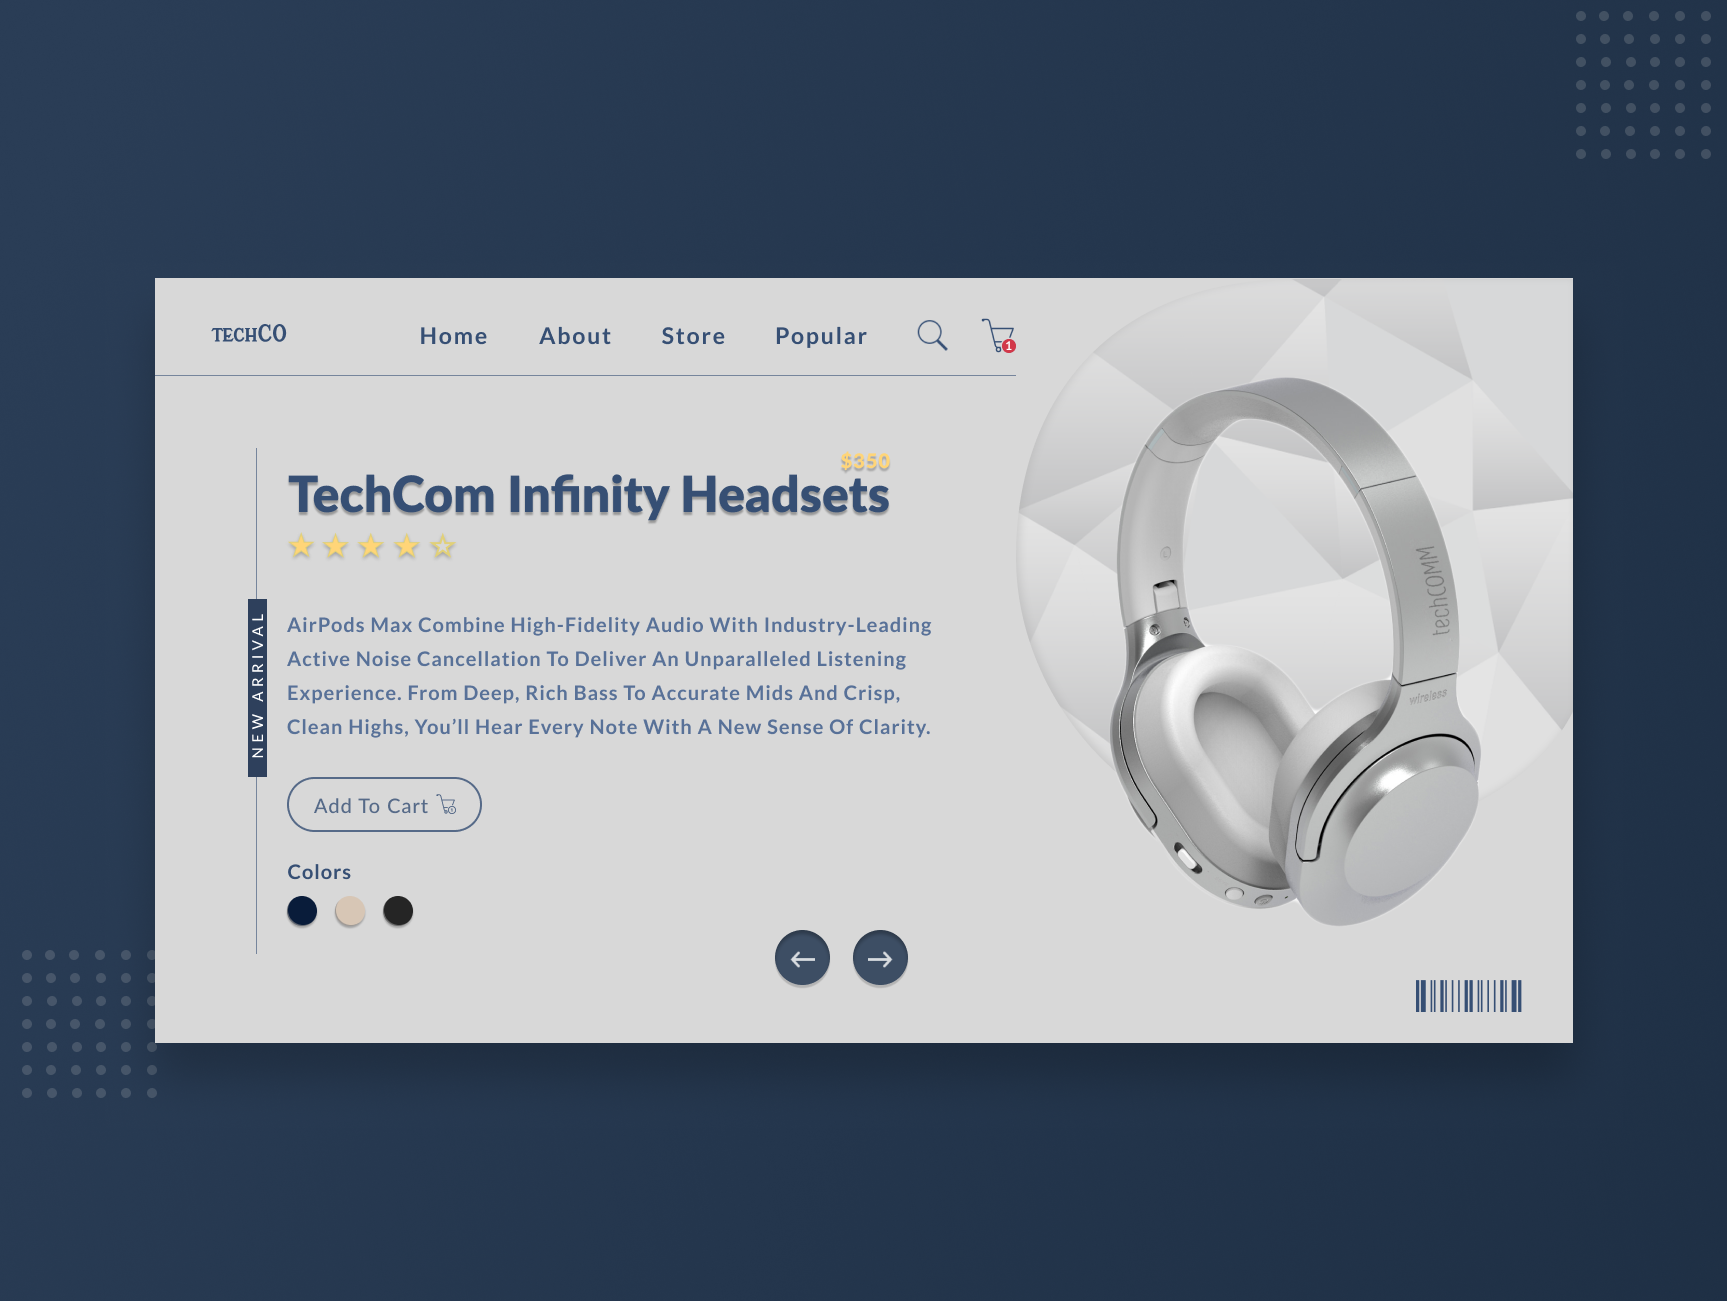 TECHCO
Home About Store Popular
1
$350
TechCom Infinity Headsets
NEW ARRIVAL
AirPods Max Combine High-Fidelity Audio With Industry-Leading
Active Noise Cancellation To Deliver An Unparalleled Listening
Experience. From Deep, Rich Bass To Accurate Mids And Crisp,
Clean Highs, You’ll Hear Every Note With A New Sense Of Clarity.
Add To Cart
Colors
techCOMM
wireless